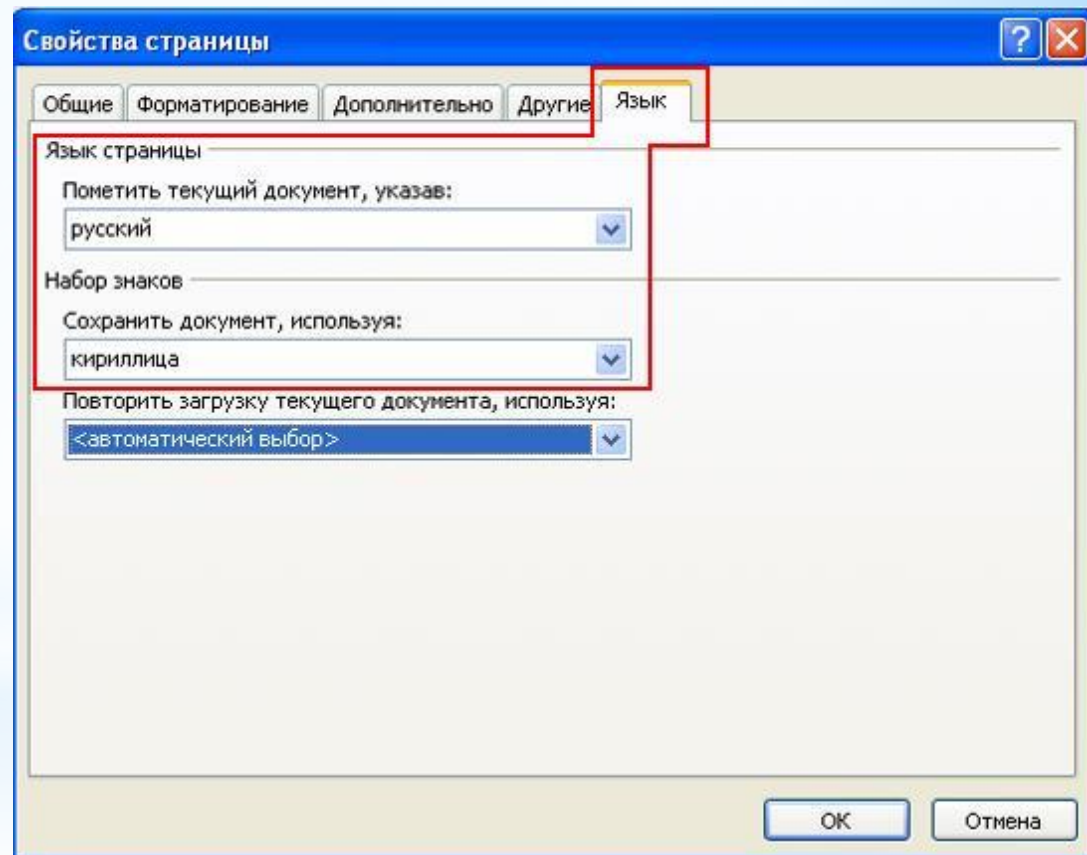 Свойства страницы
Общие Форматирование Дополнительно Другие Язык
Язык страницы
Пометить текущий документ, указав:
русский
Набор знаков
Сохранить документ, используя:
кириллица
Повторить загрузку текущего документа, используя:
<автоматический выбор>
ОК Отмена